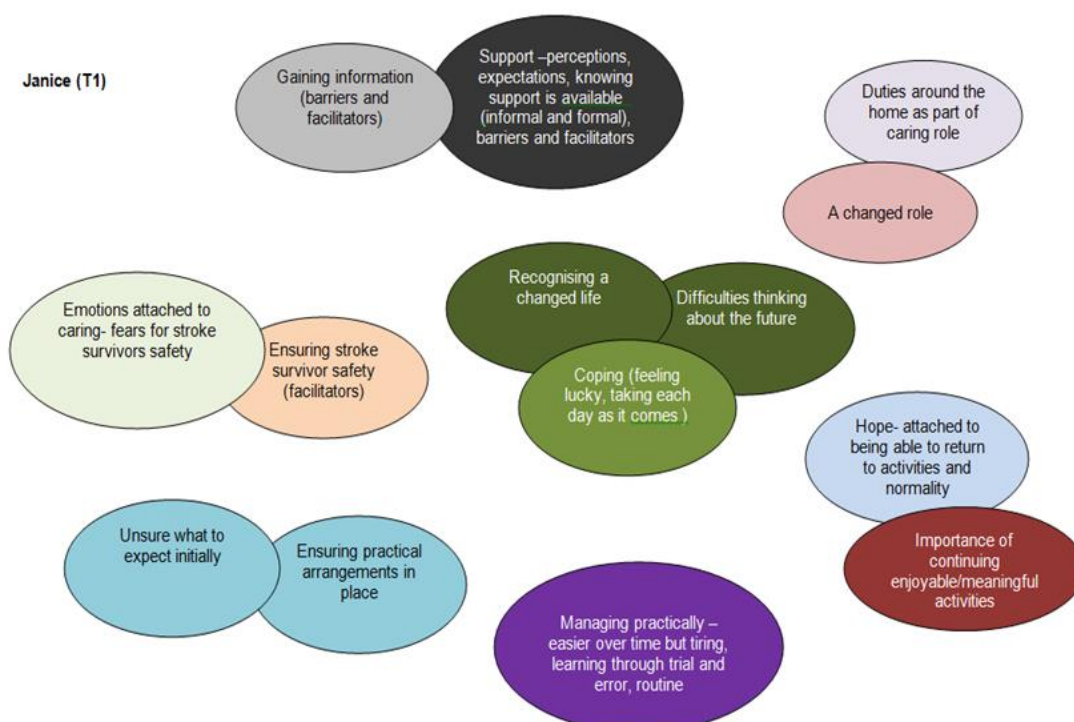 Janice (T1)
Gaining information
(barriers and
facilitators)
Support –perceptions,
expectations, knowing
support is available
(informal and formal),
barriers and facilitators
Duties around the
home as part of
caring role
A changed role
Emotions attached to
caring- fears for stroke
survivors safety
Ensuring stroke
survivor safety
(facilitators)
Recognising a
changed life
Difficulties thinking
about the future
Coping (feeling
lucky, taking each
day as it comes )
Hope- attached to
being able to return
to activities and
normality
Importance of
continuing
enjoyable/meaningful
activities
Unsure what to
expect initially
Ensuring practical
arrangements in
place
Managing practically –
easier over time but tiring,
learning through trial and
error, routine